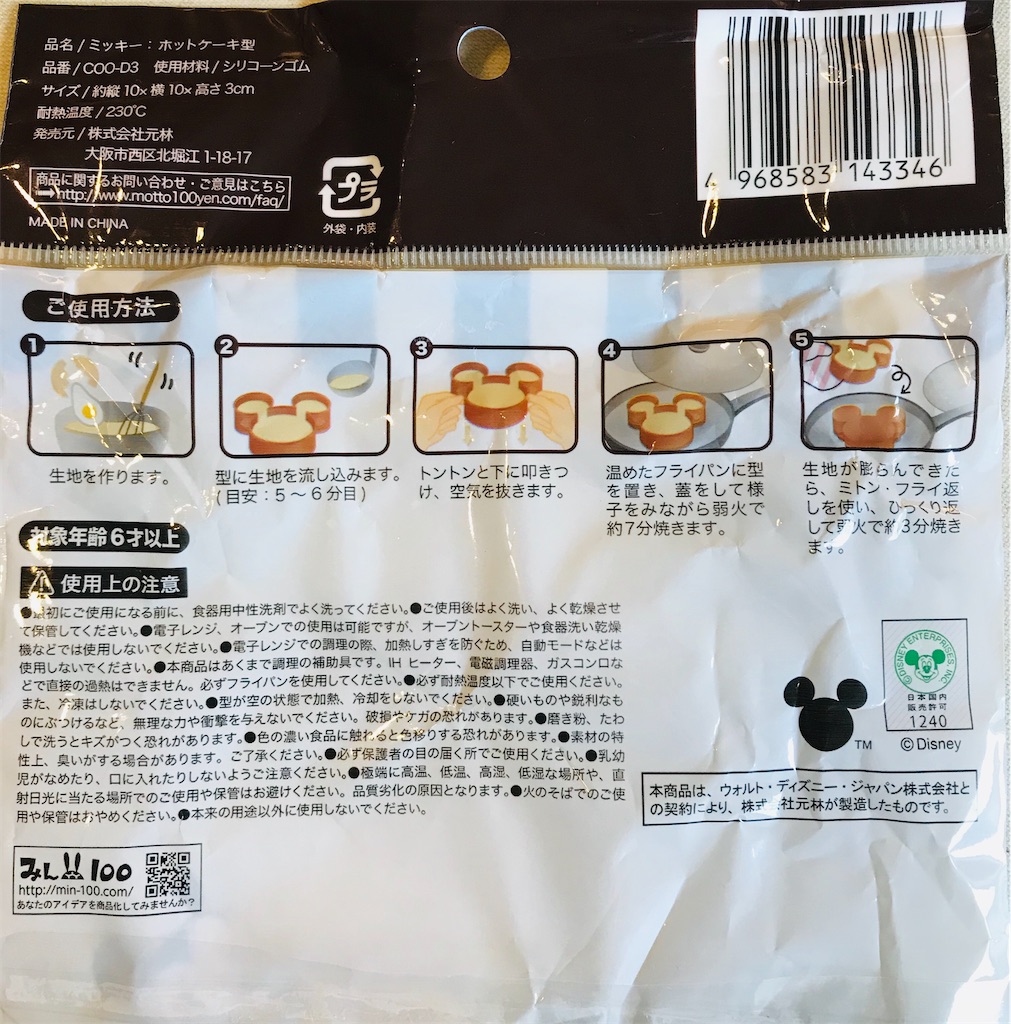 品名/ミッキー：ホットケーキ型
品番/COO-D3 使用材料/シリコーンゴム
サイズ/約縦10×横10×高さ3cm
耐熱温度/230℃
発売元/株式会社元林
大阪市西区北堀江1-18-17
商品に関するお問い合わせ・ご意見はこちら
➡http://www.motto100yen.com/faq/
MADE IN CHINA
プラ
外袋・内袋
4 968583 143346
ご使用方法
1
生地を作ります。
2
型に生地を流し込みます。
(目安：5～6分目)
3
トントンと下に叩きつ
け、空気を抜きます。
4
温めたフライパンに型
を置き、蓋をして様
子をみながら弱火で
約7分焼きます。
5
生地が膨らんできた
ら、ミトン・フライ返
しを使い、ひっくり返
して弱火で約3分焼き
ます。
対象年齢6才以上
使用上の注意
●最初にご使用になる前に、食器用中性洗剤でよく洗ってください。●ご使用後はよく洗い、よく乾燥させ
て保管してください。●電子レンジ、オーブンでの使用は可能ですが、オーブントースターや食器洗い乾燥
機などでは使用しないでください。●電子レンジでの調理の際、加熱しすぎを防ぐため、自動モードなどは
使用しないでください。●本商品はあくまで調理の補助具です。IHヒーター、電磁調理器、ガスコンロな
どで直接の過熱はできません。必ずフライパンを使用してください。●必ず耐熱温度以下でご使用ください。
また、冷凍はしないでください。●型が空の状態で加熱、冷却をしないでください。●硬いものや鋭利なも
のにぶつけるなど、無理な力や衝撃を与えないでください。破損やケガの恐れがあります。●磨き粉、たわ
しで洗うとキズがつく恐れがあります。●色の濃い食品に触れると色移りする恐れがあります。●素材の特
性上、臭いがする場合があります。ご了承ください。●必ず保護者の目の届く所でご使用ください。●乳幼
児がなめたり、口に入れたりしないようご注意ください。●極端に高温、低温、高湿、低湿な場所や、直
射日光に当たる場所でのご使用や保管はお避けください。品質劣化の原因となります。●火のそばでのご使
用や保管はおやめください。●本来の用途以外に使用しないでください。
©DISNEY ENTERPRISES, INC.
日本国内
販売許可
1240
TM
©Disney
本商品は、ウォルト・ディズニー・ジャパン株式会社と
の契約により、株式会社元林が製造したものです。
みん100
http://min-100.com/
あなたのアイデアを商品化してみませんか？